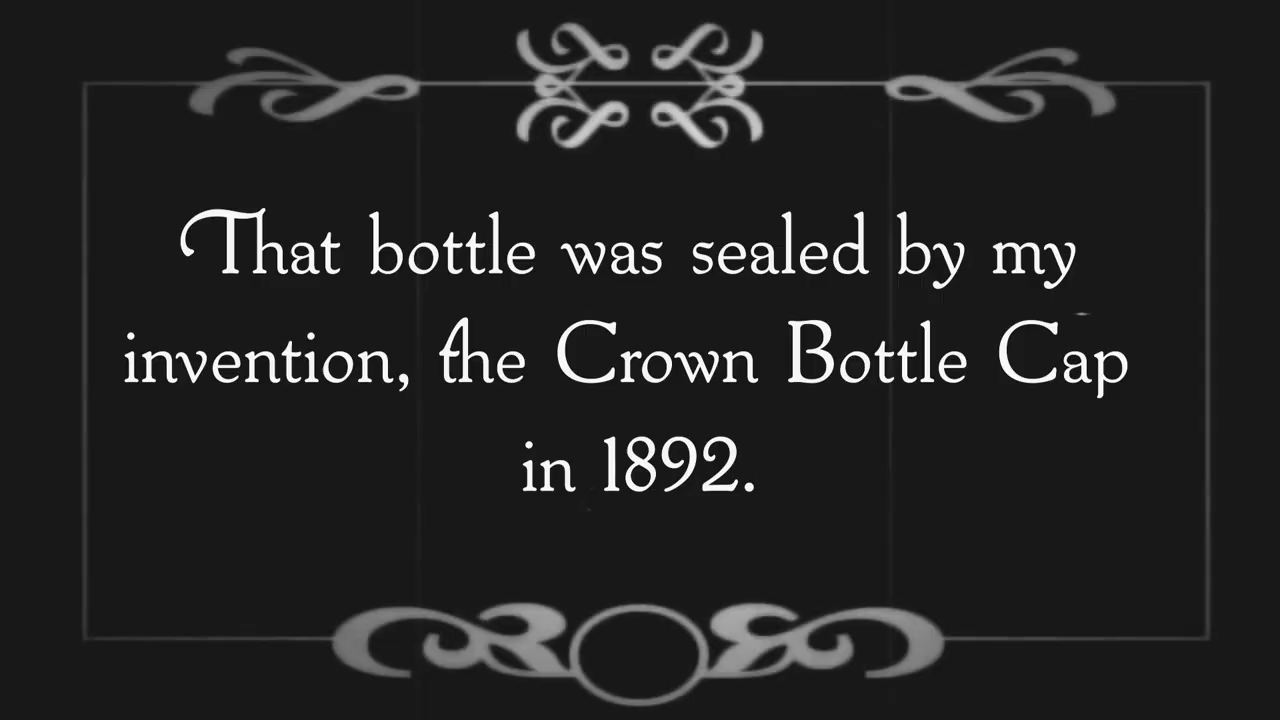 That bottle was sealed by my
invention, the Crown Bottle Cap
in 1892.